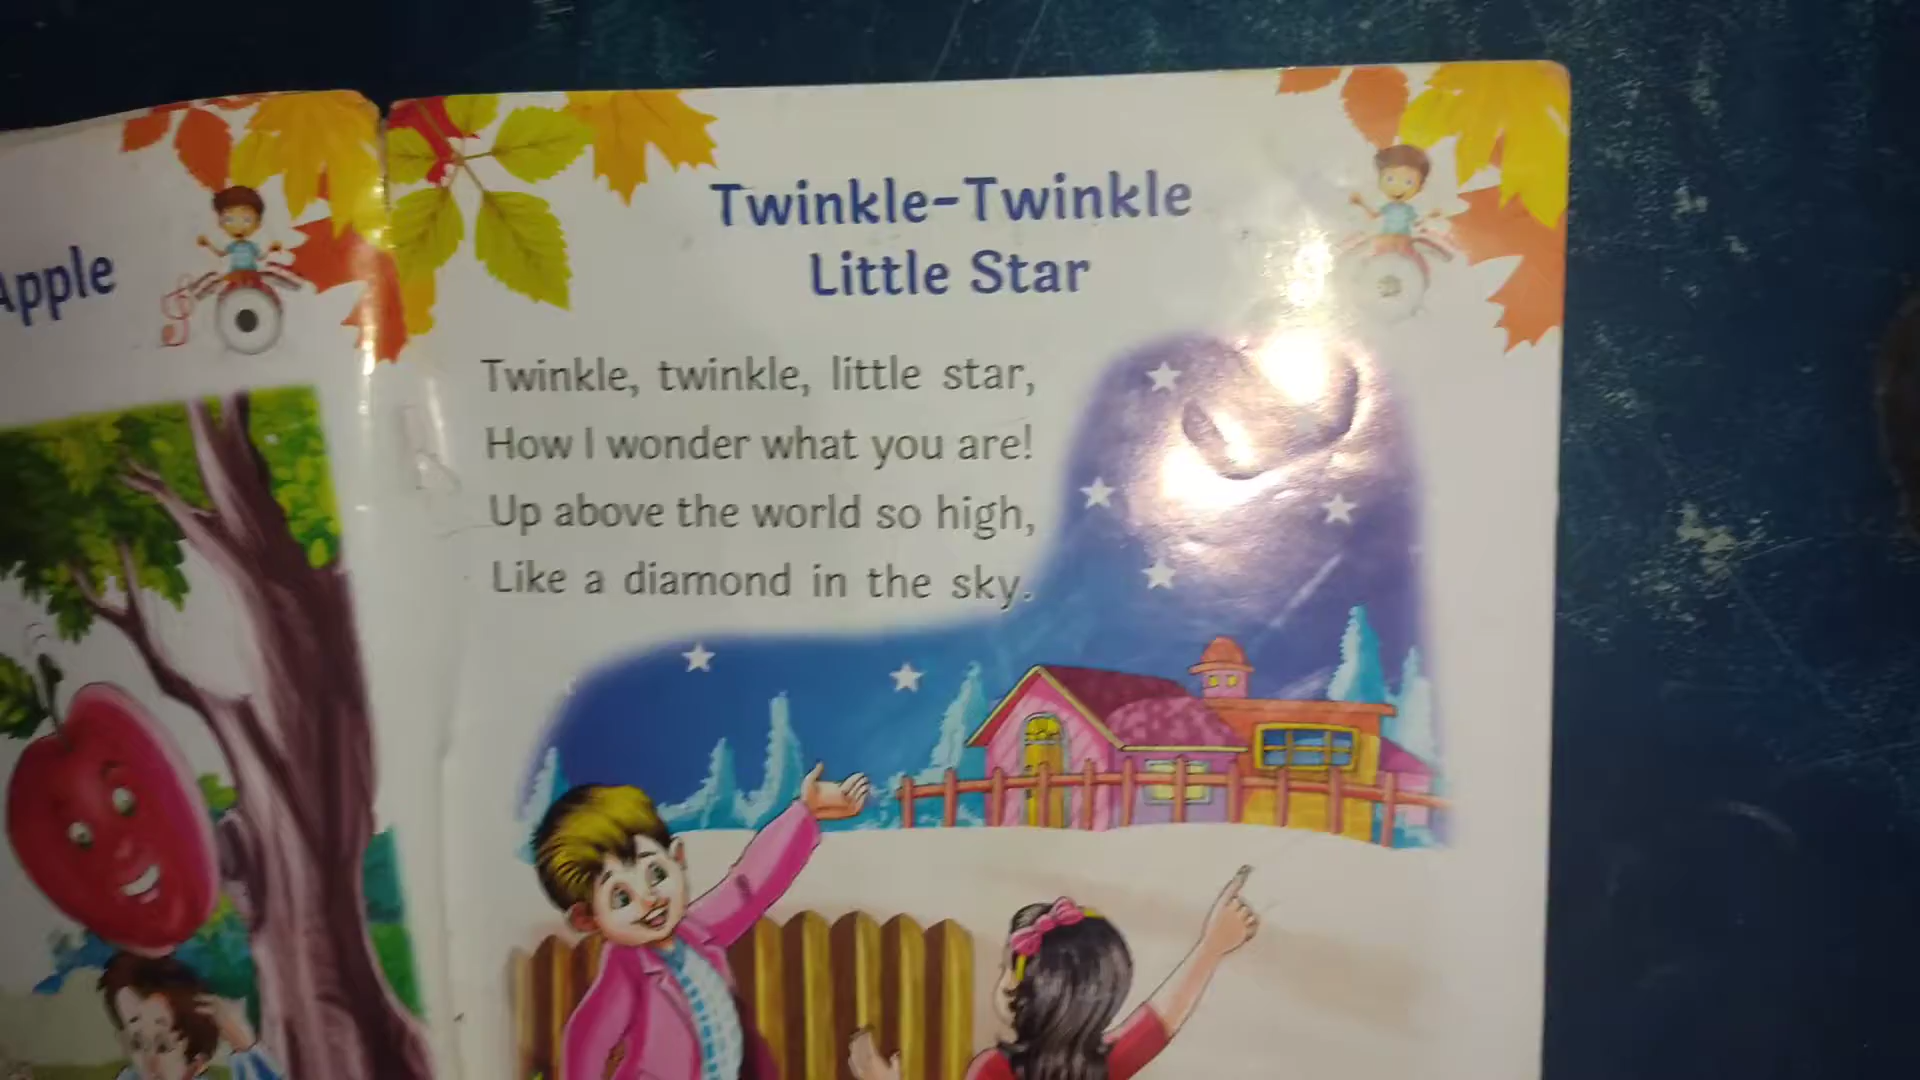 Apple
Twinkle-Twinkle
Little Star
Twinkle, twinkle, little star,
How I wonder what you are!
Up above the world so high,
Like a diamond in the sky.